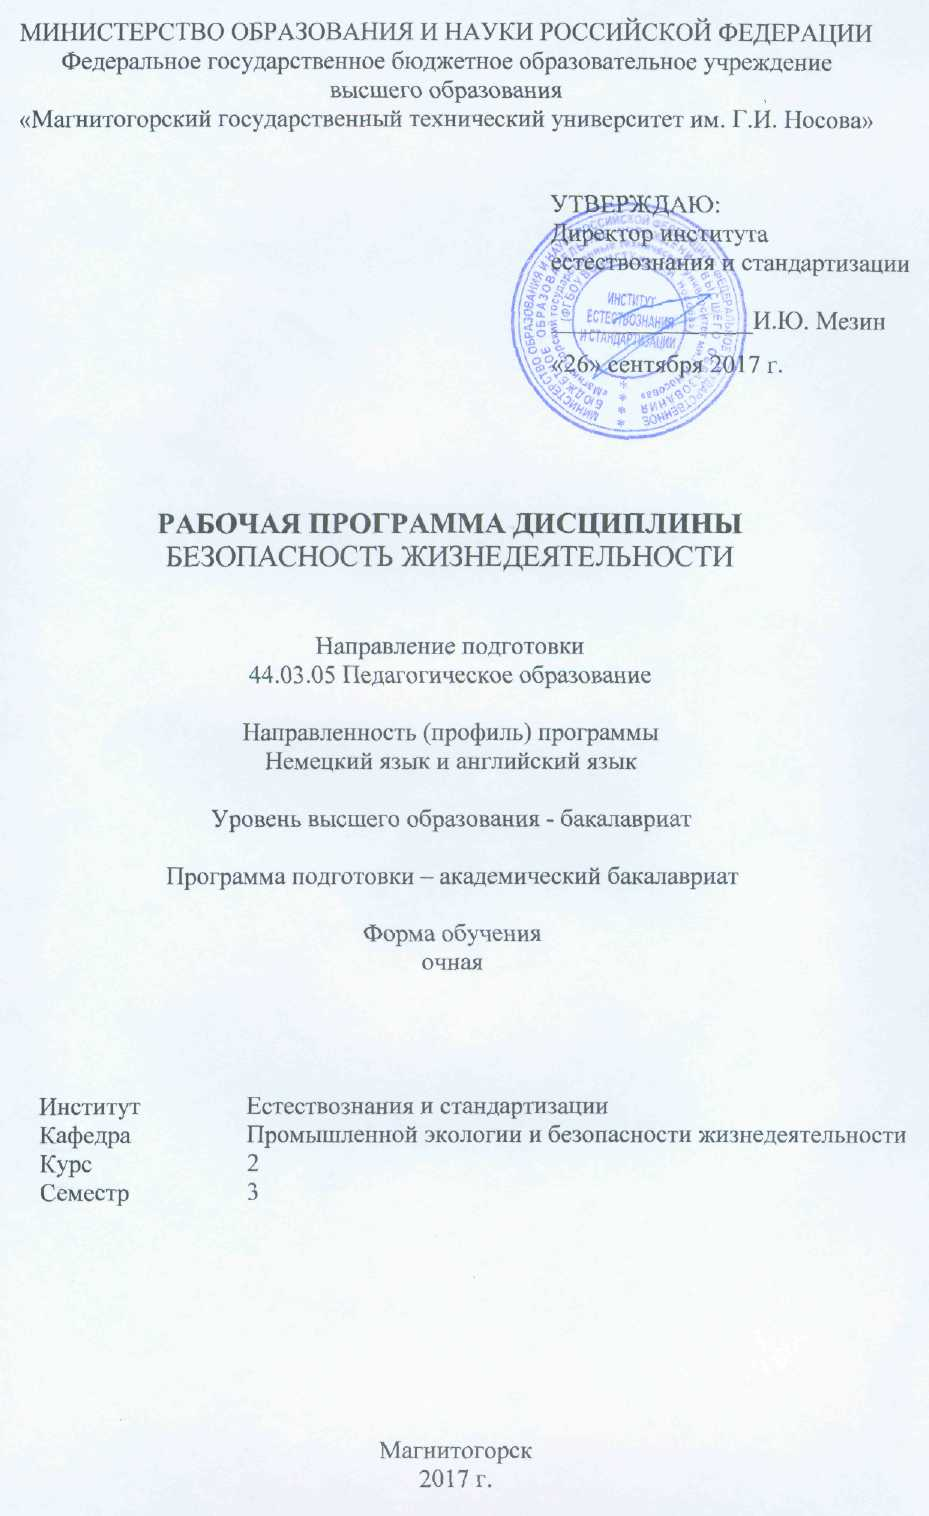 МИНИСТЕРСТВО ОБРАЗОВАНИЯ И НАУКИ РОССИЙСКОЙ ФЕДЕРАЦИИ
Федеральное государственное бюджетное образовательное учреждение
высшего образования
«Магнитогорский государственный технический университет им. Г.И. Носова»
УТВЕРЖДАЮ:
Директор института
естествознания и стандартизации
ИНСТИТУТ
ЕСТЕСТВОЗНАНИЯ
И СТАНДАРТИЗАЦИИ
И.Ю. Мезин
«26» сентября 2017 г.
РАБОЧАЯ ПРОГРАММА ДИСЦИПЛИНЫ
БЕЗОПАСНОСТЬ ЖИЗНЕДЕЯТЕЛЬНОСТИ
Направление подготовки
44.03.05 Педагогическое образование
Направленность (профиль) программы
Немецкий язык и английский язык
Уровень высшего образования - бакалавриат
Программа подготовки – академический бакалавриат
Форма обучения
очная
Институт Естествознания и стандартизации
Кафедра Промышленной экологии и безопасности жизнедеятельности
Курс 2
Семестр 3
Магнитогорск
2017 г.